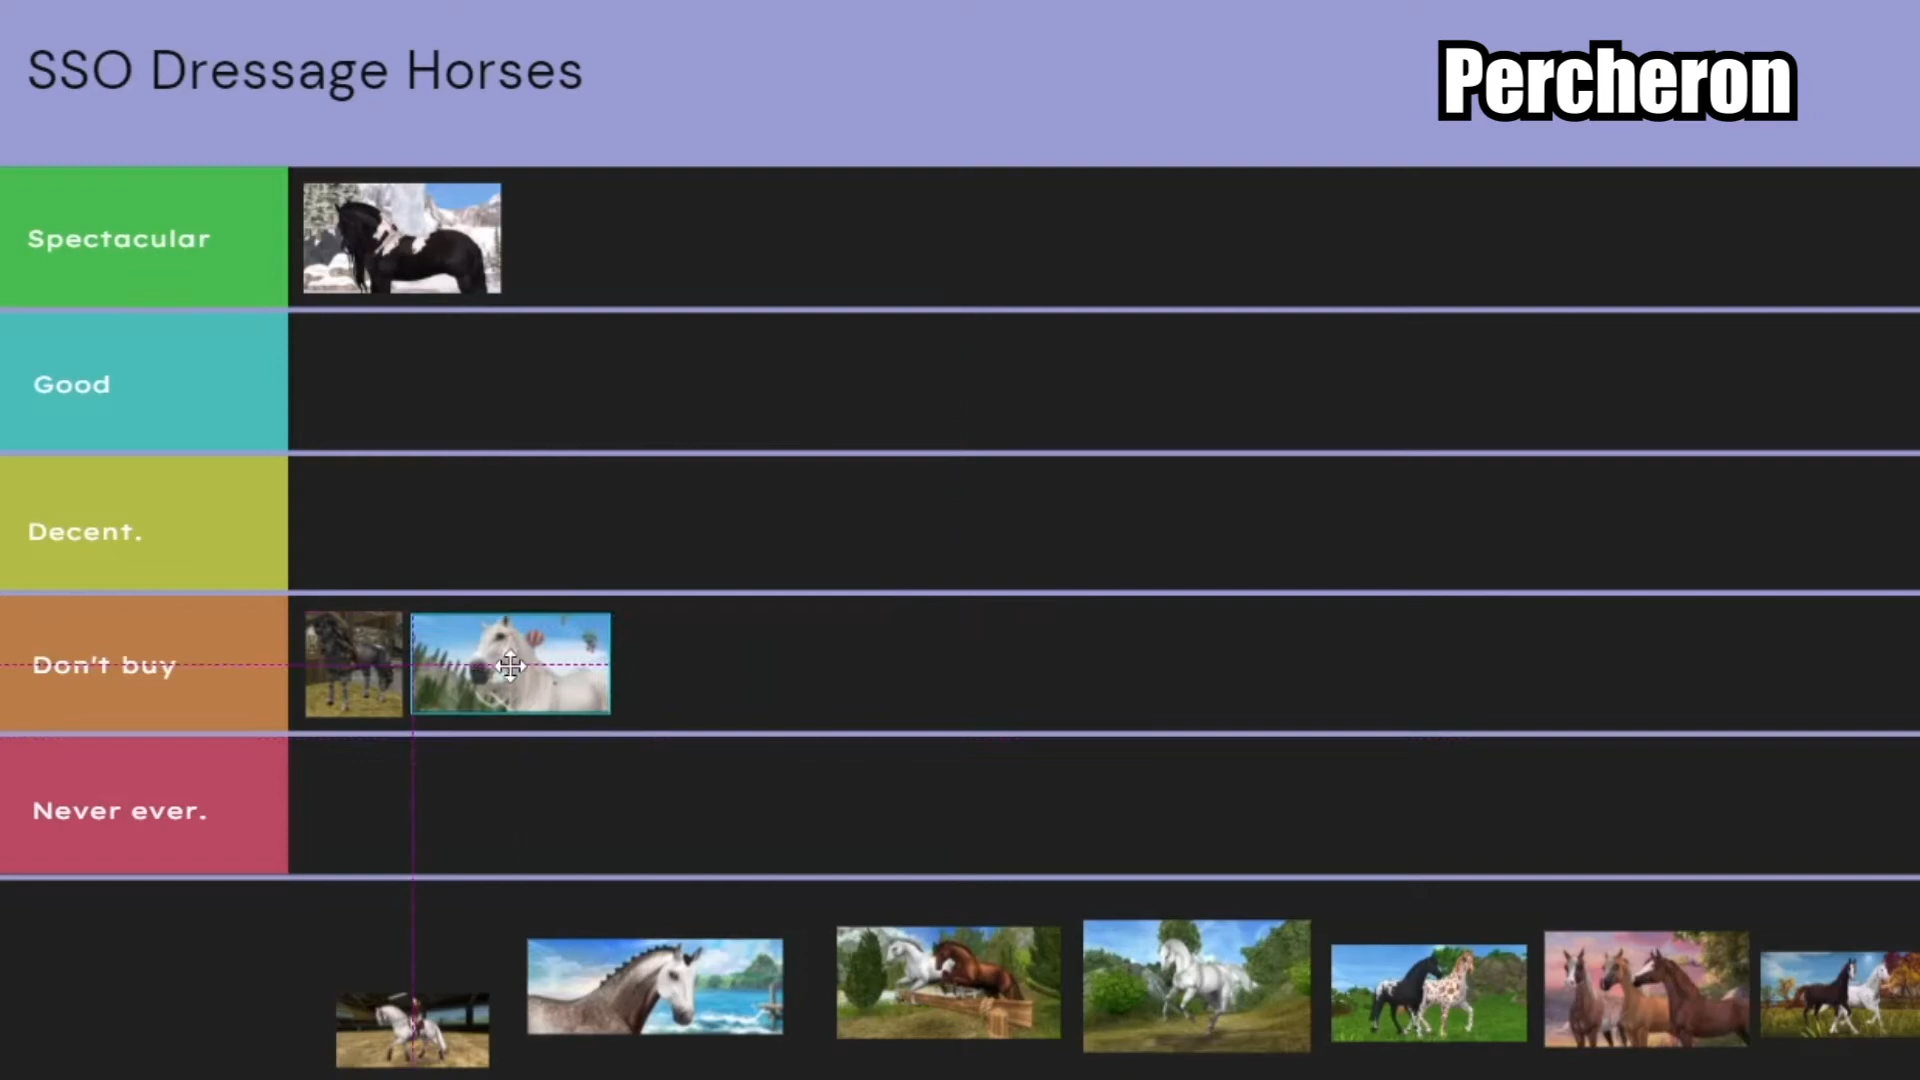 SSO Dressage Horses
Percheron
Spectacular
Good
Decent.
Don't buy
Never ever.